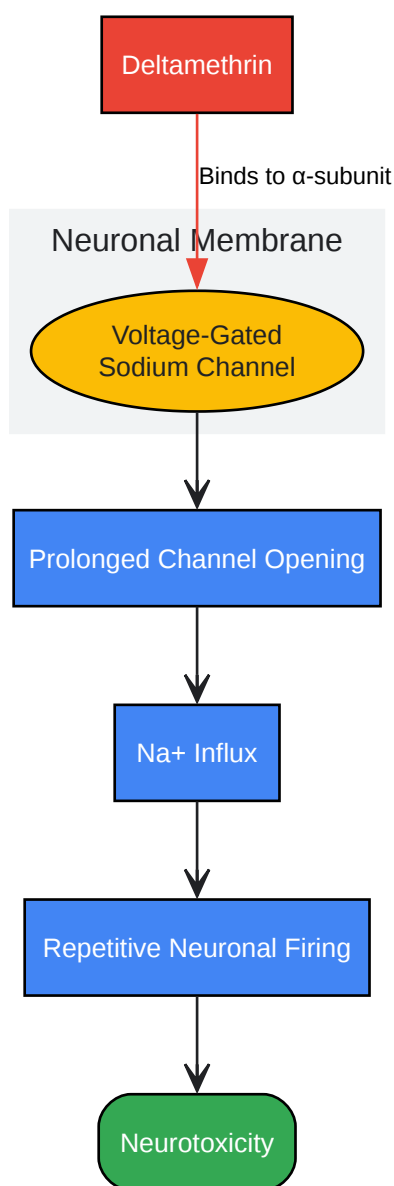 Deltamethrin
Binds to α-subunit
Neuronal Membrane
Voltage-Gated
Sodium Channel
Prolonged Channel Opening
Na+ Influx
Repetitive Neuronal Firing
Neurotoxicity